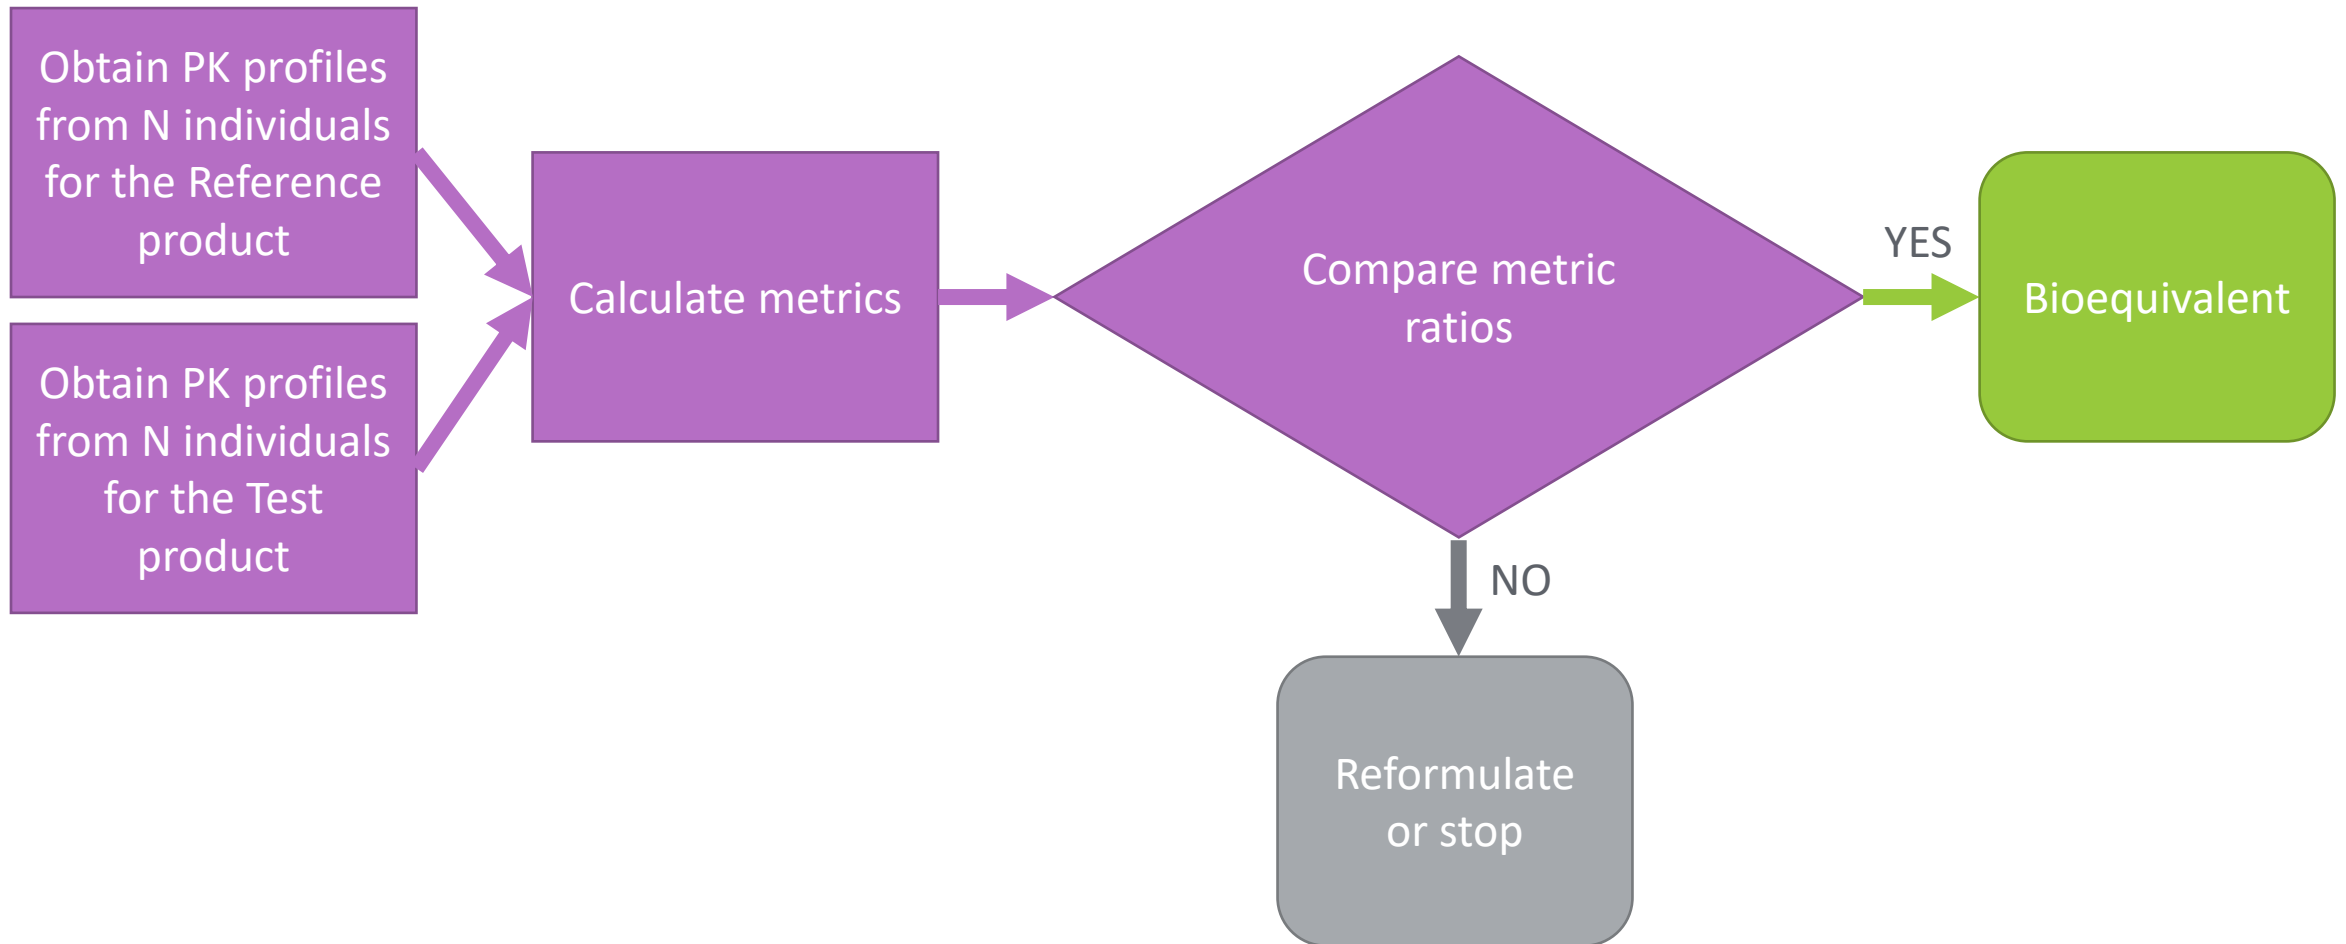 Obtain PK profiles
from N individuals
for the Reference
product
Obtain PK profiles
from N individuals
for the Test
product
Calculate metrics
Compare metric
ratios
YES
Bioequivalent
NO
Reformulate
or stop